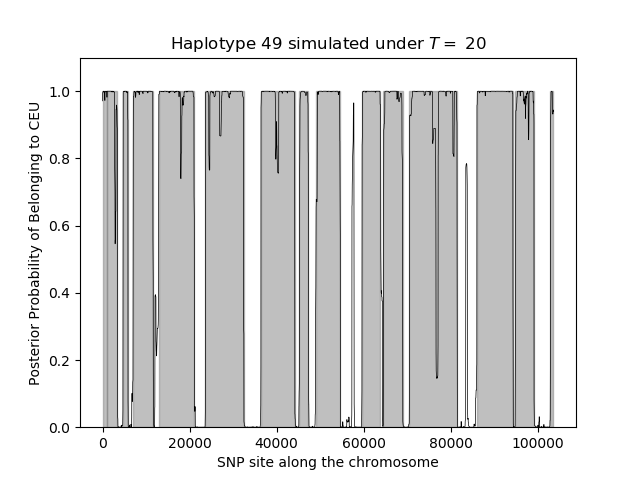 Haplotype 49 simulated under T = 20
Posterior Probability of Belonging to CEU
1.0
0.8
0.6
0.4
0.2
0.0
0 20000 40000 60000 80000 100000
SNP site along the chromosome